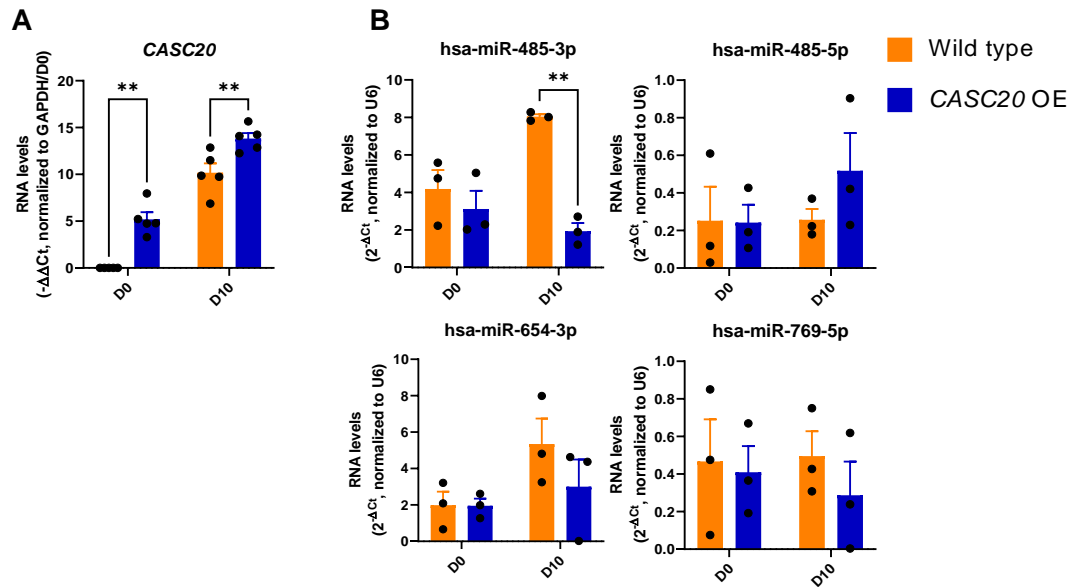 A
CASC20
RNA levels
(-ΔΔCt, normalized to GAPDH/D0)
20
15
10
5
0
**
**
D0
D10
B
hsa-miR-485-3p
RNA levels
(2-ΔCt, normalized to U6)
10
8
6
4
2
0
**
D0
D10
hsa-miR-485-5p
RNA levels
(2-ΔCt, normalized to U6)
1.0
0.8
0.6
0.4
0.2
0.0
D0
D10
Wild type
CASC20 OE
hsa-miR-654-3p
RNA levels
(2-ΔCt, normalized to U6)
10
8
6
4
2
0
D0
D10
hsa-miR-769-5p
RNA levels
(2-ΔCt, normalized to U6)
1.0
0.8
0.6
0.4
0.2
0.0
D0
D10